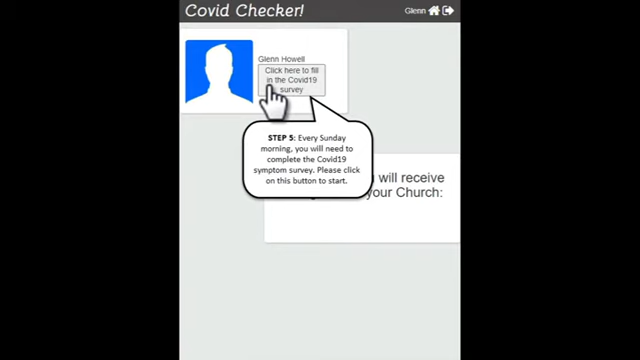 Covid Checker!
Glenn
Glenn Howell
Click here to fill
in the Covid19
survey
STEP 5: Every Sunday
morning, you will need to
complete the Covid19
symptom survey. Please click
on this button to start.
will receive
your Church: